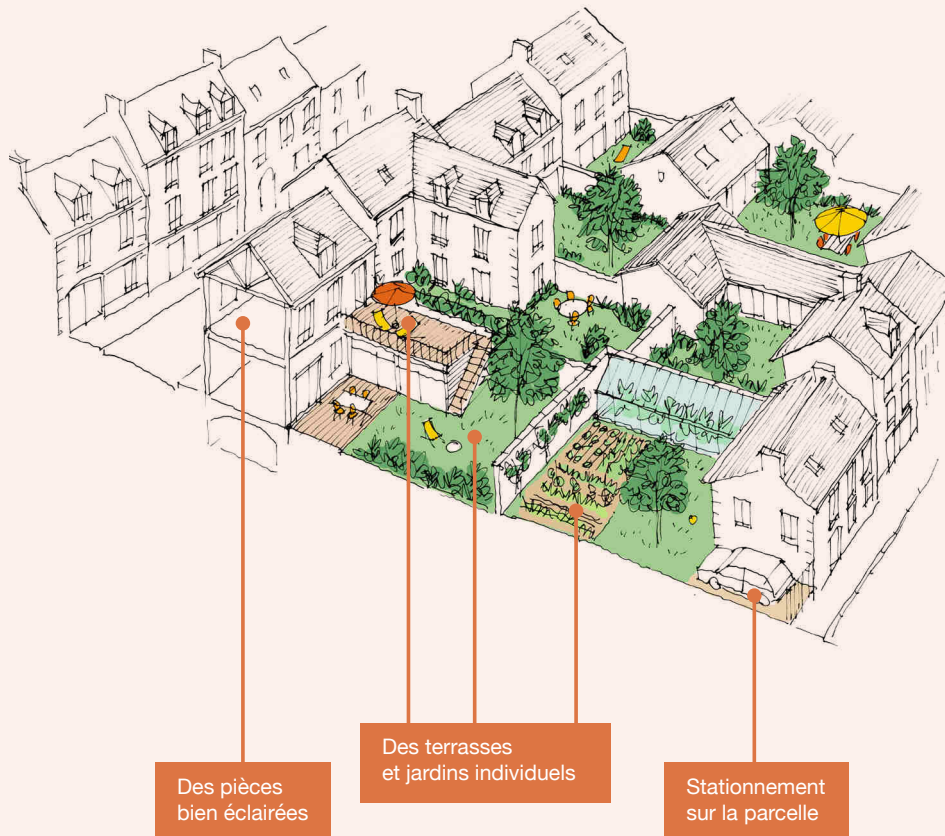 Des terrasses
et jardins individuels
Des pièces
bien éclairées
Stationnement
sur la parcelle